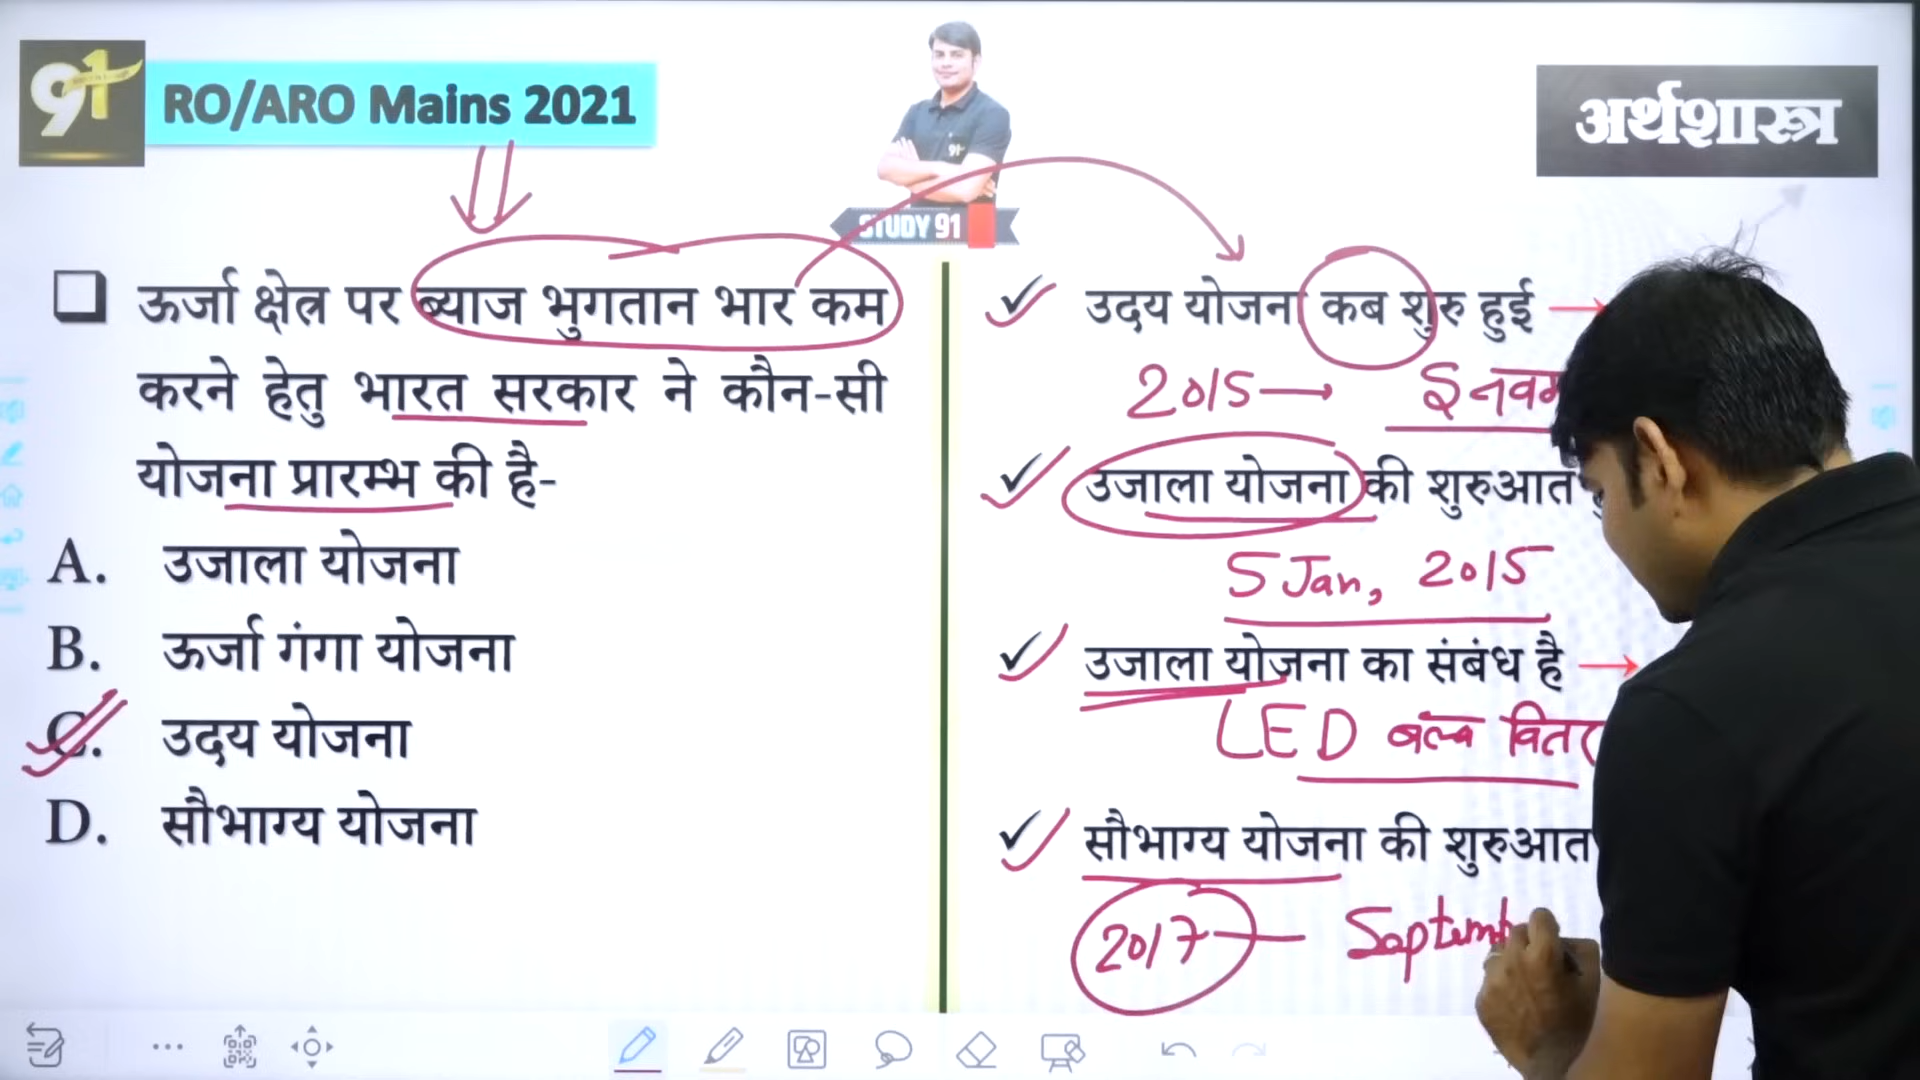 91
RO/ARO Mains 2021
91
STUDY 91
अर्थशास्त्र
ऊर्जा क्षेत्र पर ब्याज भुगतान भार कम
करने हेतु भारत सरकार ने कौन-सी
योजना प्रारम्भ की है-
A. उजाला योजना
B. ऊर्जा गंगा योजना
C. उदय योजना
D. सौभाग्य योजना
✓ उदय योजना कब शुरु हुई →
2015 →
✓ उजाला योजना की शुरुआत
5 Jan, 2015
✓ उजाला योजना का संबंध है →
LED बल्ब
✓ सौभाग्य योजना की शुरुआत
2017 —